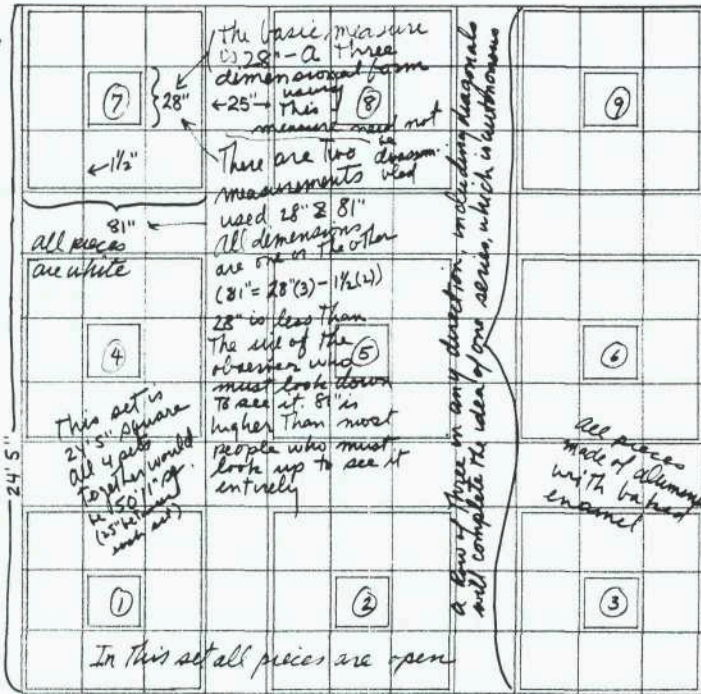 the basic measure
is 28" - a three
dimensional form
using
This
measure need not
be
disassem
bled
7
28"
←25"→
8
9
←1½"
There are Two
measurements
used 28" & 81"
81"
All dimensions
are one or the other
(81" = 28"(3) - 1½(2))
28" is less than
The size of the
observer who
must look down
to see it. 81" is
higher Than most
people who must
look up to see it
entirely
all pieces
are white
4
5
6
This set is
24' 5" square
All 4 sets
Together would
be 50' 1" sq.
(25" between
each set)
24' 5"
a Row of Three in any direction, including diagonals
will complete the idea of one series, which is autonomous
all pieces
made of aluminum
with baked
enamel
1
2
3
In This set all pieces are open